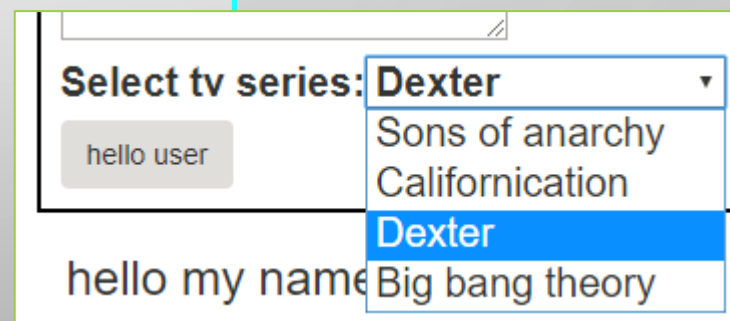 Select tv series: Dexter
Sons of anarchy
hello user
Californication
Dexter
hello my name
Big bang theory